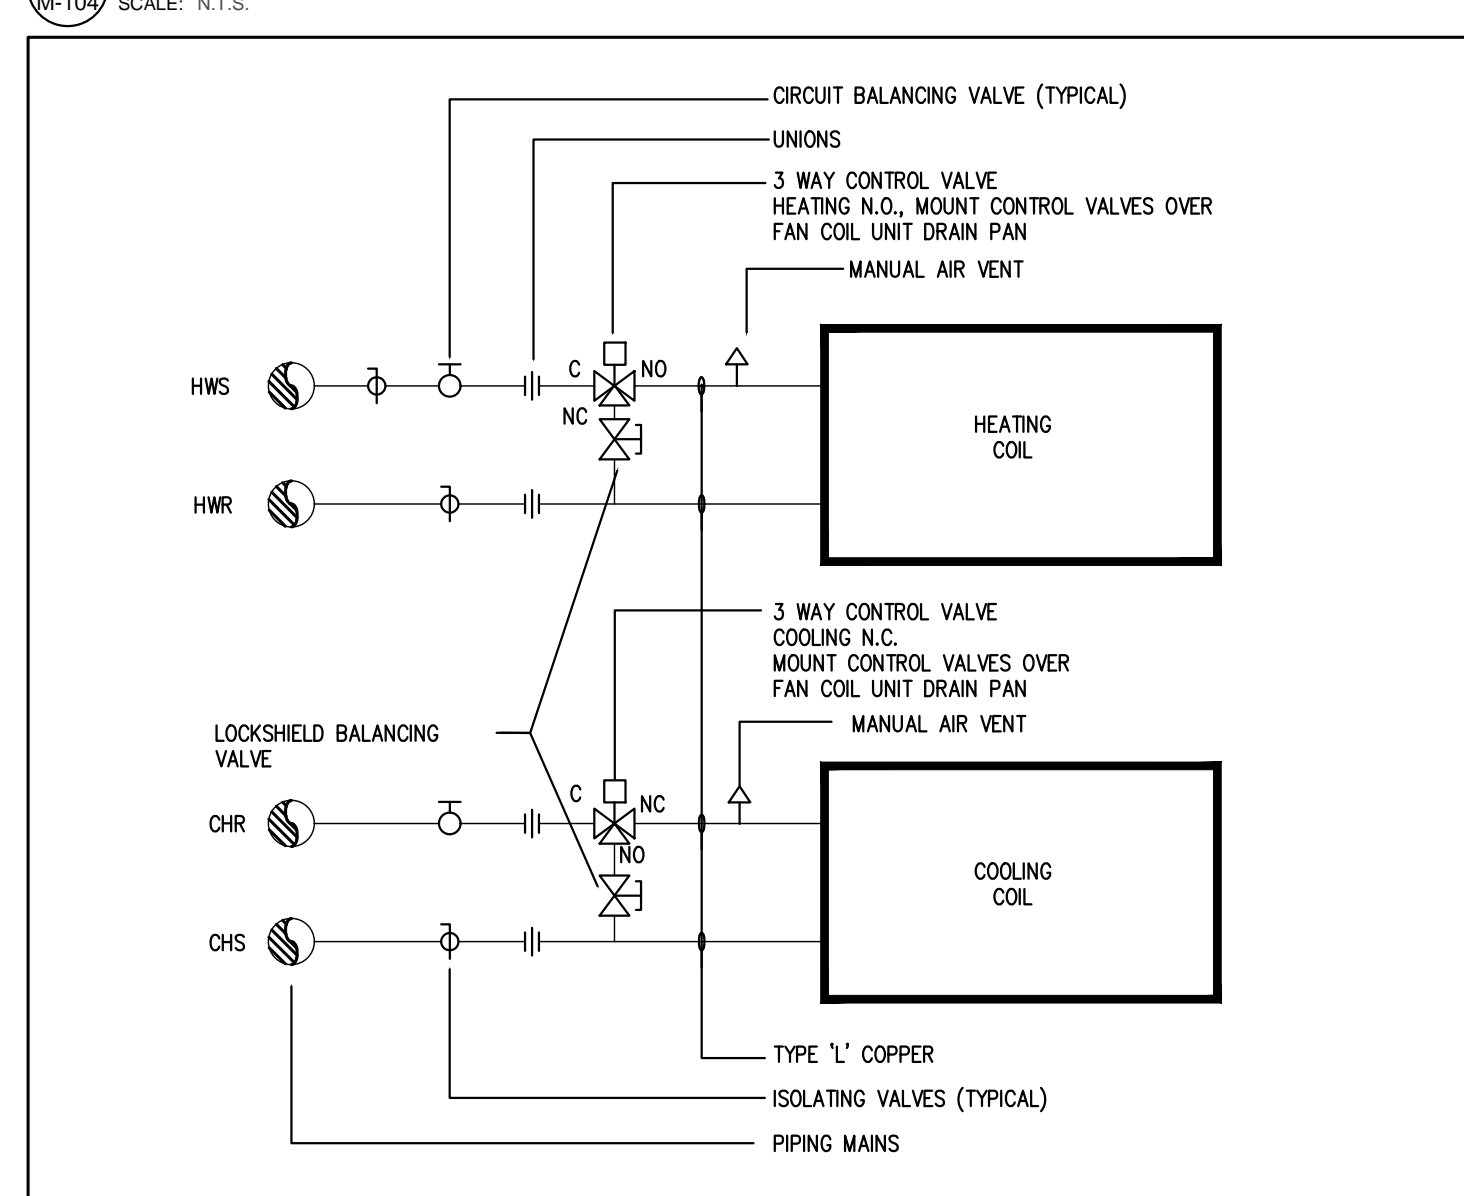 M-104 SCALE: N.T.S.
CIRCUIT BALANCING VALVE (TYPICAL)
UNIONS
3 WAY CONTROL VALVE
HEATING N.O., MOUNT CONTROL VALVES OVER
FAN COIL UNIT DRAIN PAN
MANUAL AIR VENT
HWS
C
NO
NC
HEATING
COIL
HWR
3 WAY CONTROL VALVE
COOLING N.C.
MOUNT CONTROL VALVES OVER
FAN COIL UNIT DRAIN PAN
MANUAL AIR VENT
LOCKSHIELD BALANCING
VALVE
C
NC
CHR
NO
COOLING
COIL
CHS
TYPE 'L' COPPER
ISOLATING VALVES (TYPICAL)
PIPING MAINS